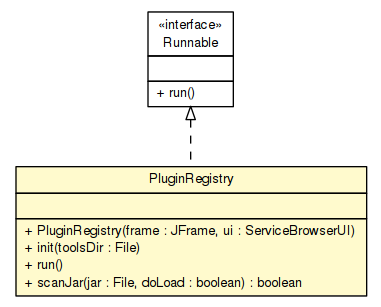 «interface»
Runnable
+ run()
PluginRegistry
+ PluginRegistry(frame : JFrame, ui : ServiceBrowserUI)
+ init(toolsDir : File)
+ run()
+ scanJar(jar : File, doLoad : boolean) : boolean